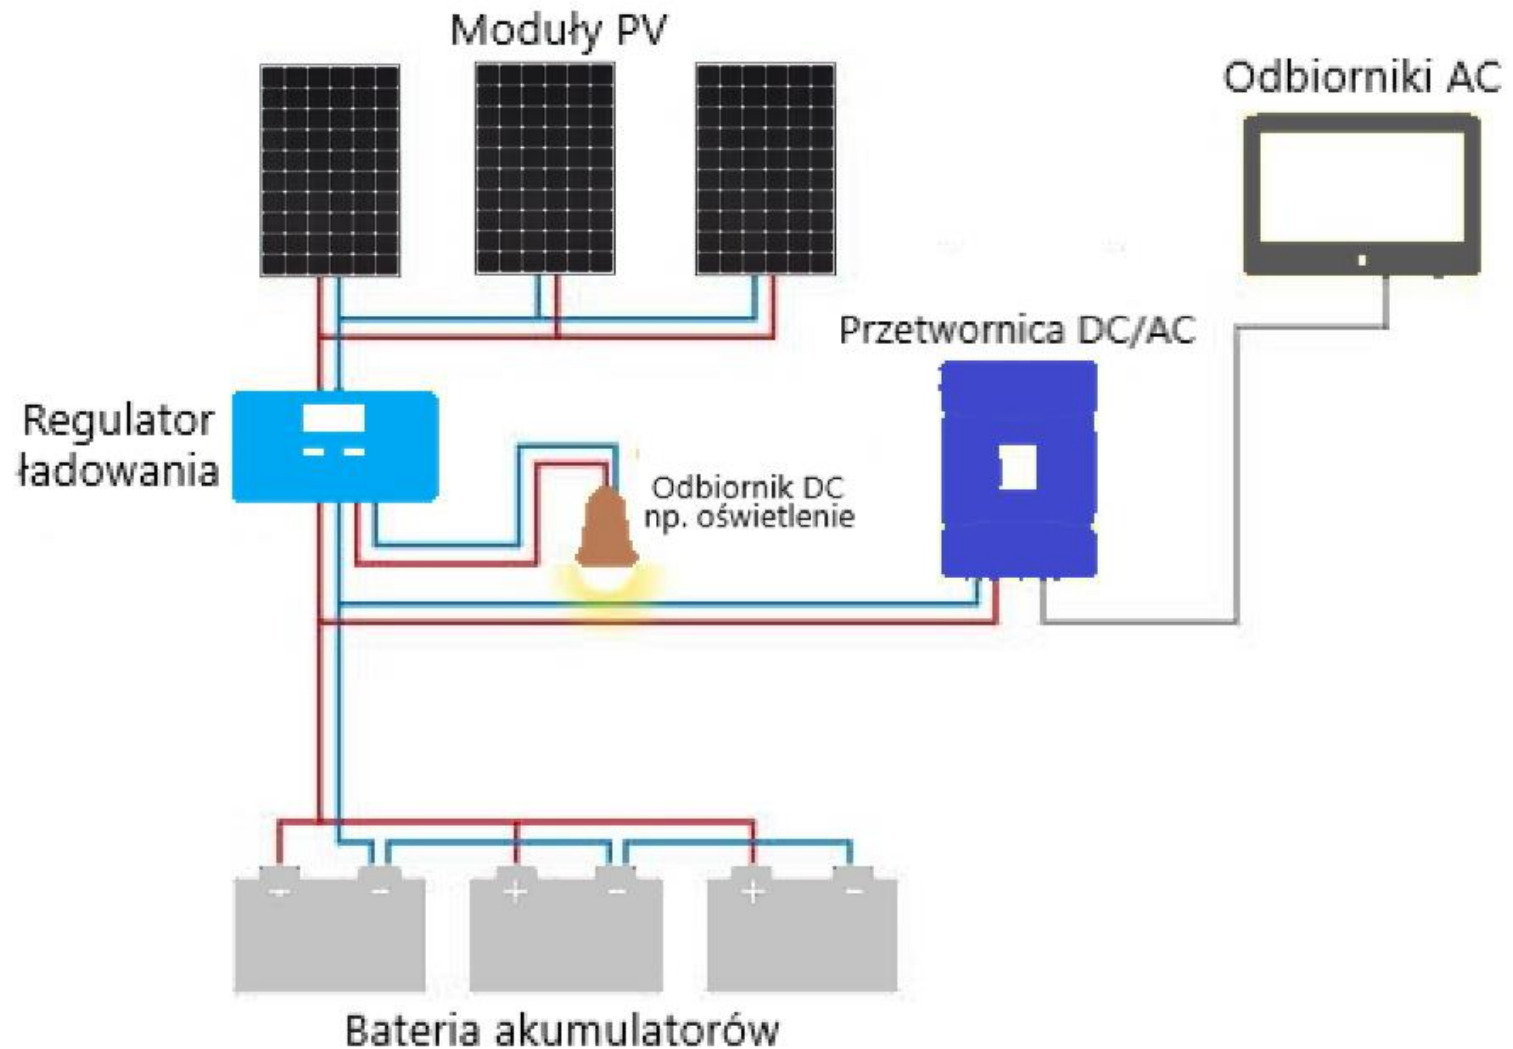 Moduły PV
Odbiorniki AC
Przetwornica DC/AC
Regulator
ładowania
Odbiornik DC
np. oświetlenie
+ - + - + -
Bateria akumulatorów